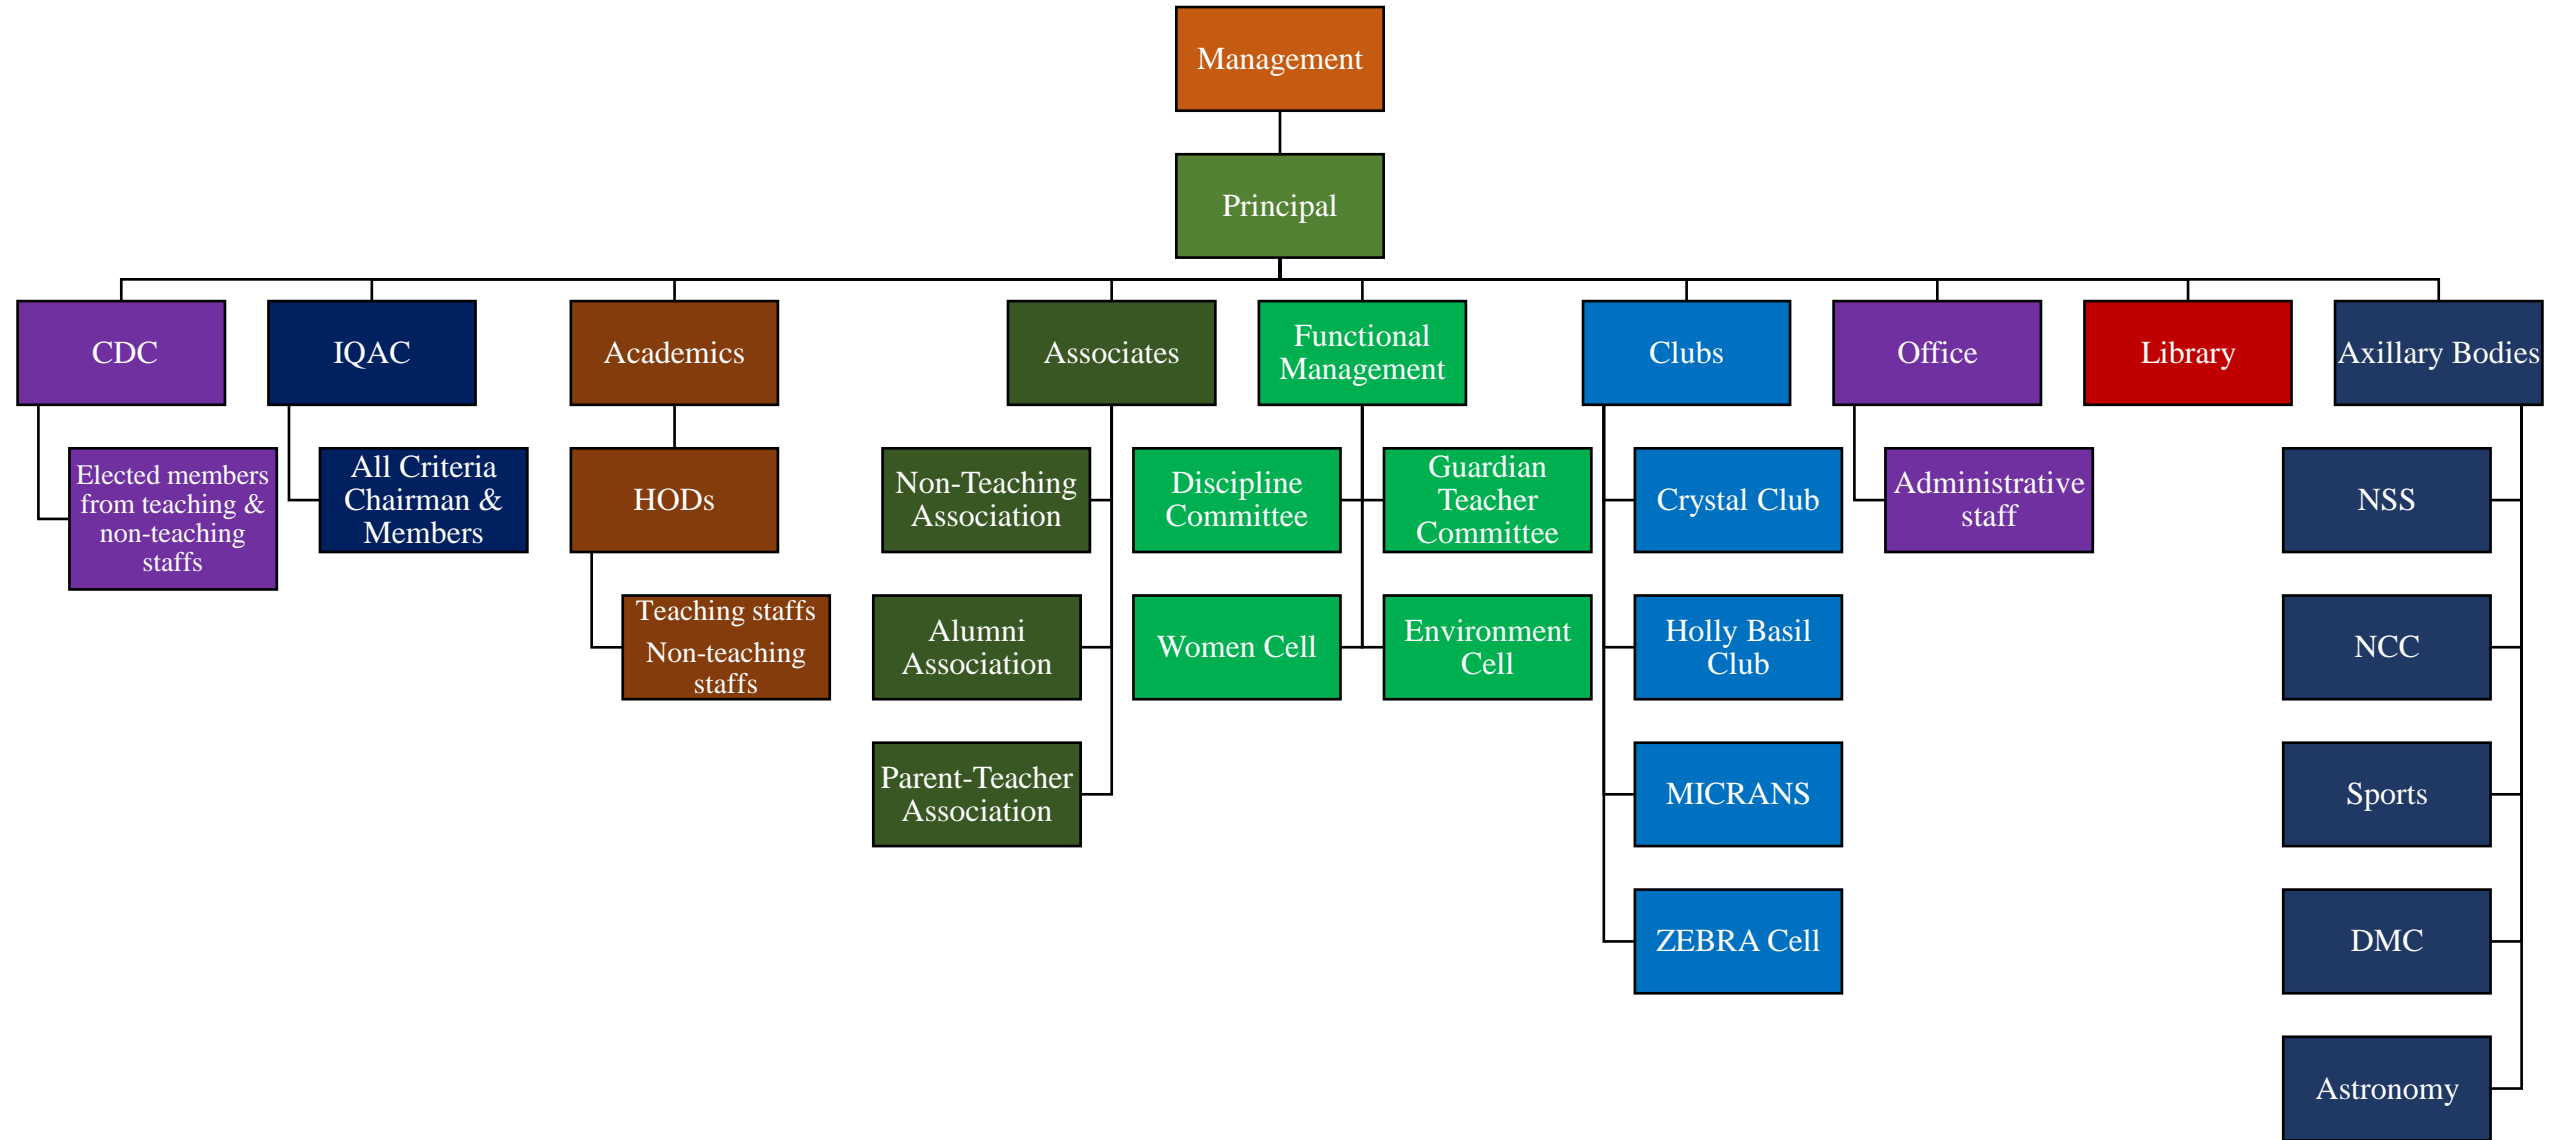 Management
Principal
CDC
IQAC
Academics
Associates
Functional
Management
Clubs
Office
Library
Axillary Bodies
Elected members
from teaching &
non-teaching
staffs
All Criteria
Chairman &
Members
HODs
Teaching staffs
Non-teaching
staffs
Non-Teaching
Association
Alumni
Association
Parent-Teacher
Association
Discipline
Committee
Guardian
Teacher
Committee
Women Cell
Environment
Cell
Crystal Club
Holly Basil
Club
MICRANS
ZEBRA Cell
Administrative
staff
NSS
NCC
Sports
DMC
Astronomy